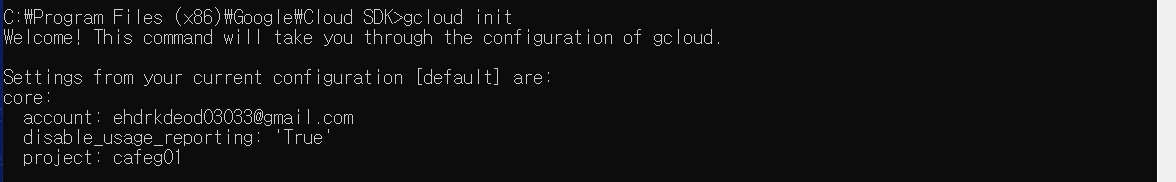 C:₩Program Files (x86)₩Google₩Cloud SDK>gcloud init
Welcome! This command will take you through the configuration of gcloud.
Settings from your current configuration [default] are:
core:
account: ehdrkdeod03033@gmail.com
disable_usage_reporting: 'True'
project: cafeg01